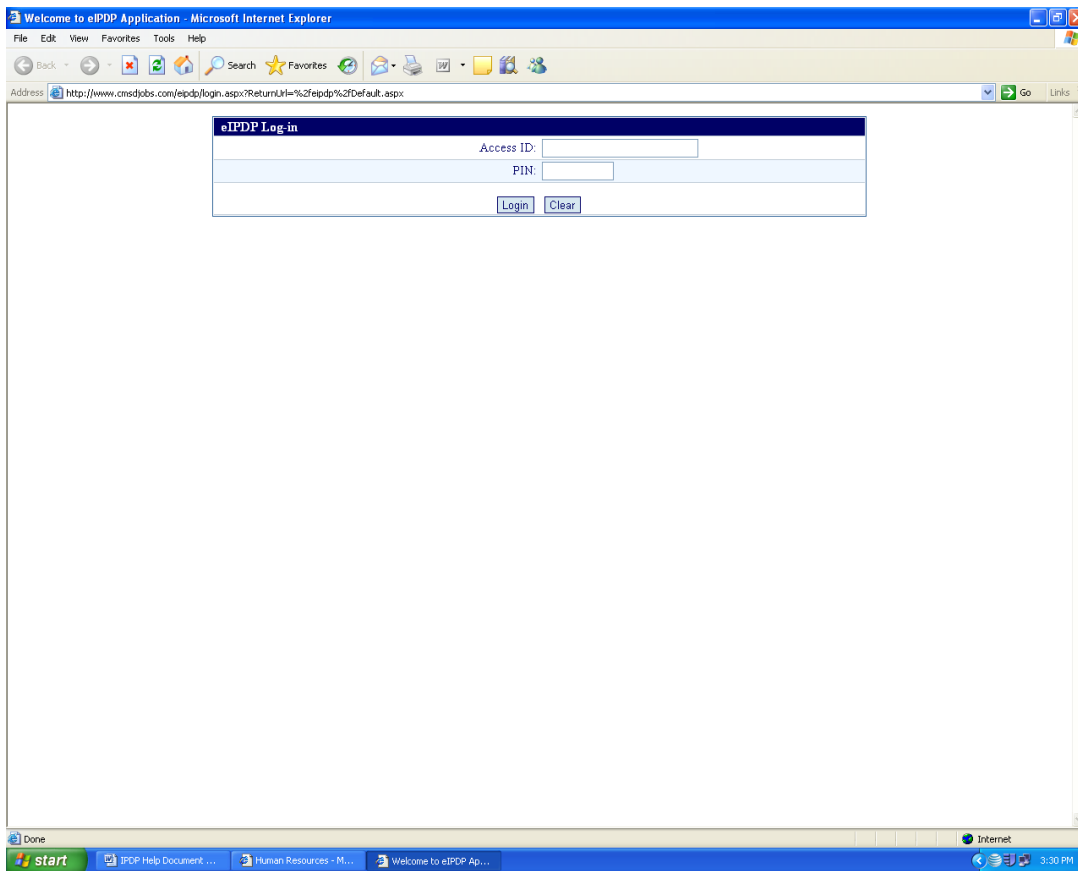 Welcome to eIPDP Application - Microsoft Internet Explorer
File Edit View Favorites Tools Help
Back Search Favorites
Address http://www.cmsdjobs.com/eipdp/login.aspx?ReturnUrl=%2feipdp%2fDefault.aspx Go Links
eIPDP Log-in
Access ID:
PIN:
Login Clear
Done Internet
start IPDP Help Document ... Human Resources - M... Welcome to eIPDP Ap... 3:30 PM